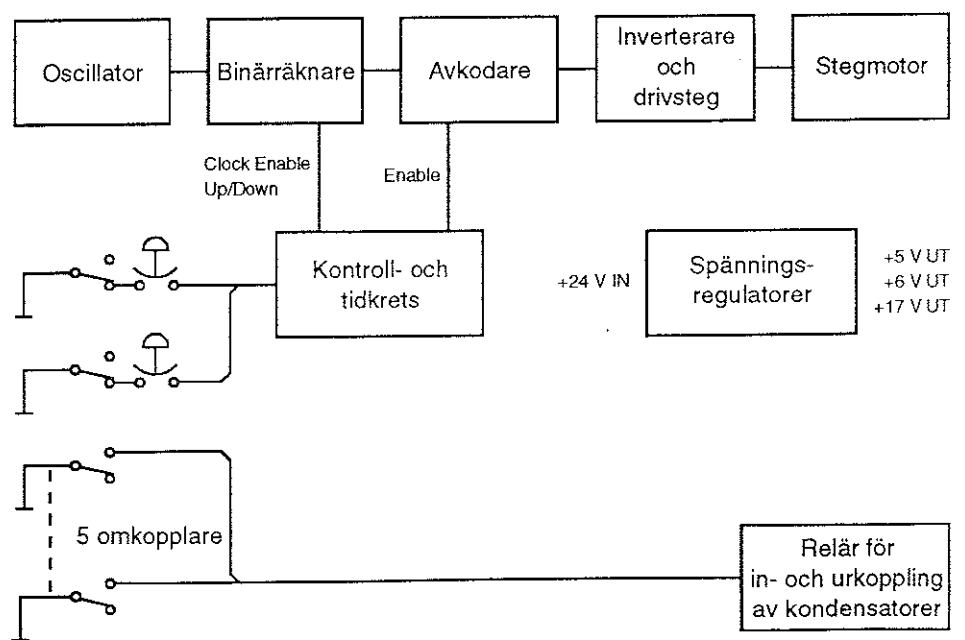 Oscillator
Binärräknare
Avkodare
Inverterare
och
drivsteg
Stegmotor
Clock Enable
Up/Down
Enable
Kontroll- och
tidkrets
+24 V IN
Spännings-
regulatorer
+5 V UT
+6 V UT
+17 V UT
5 omkopplare
Relär för
in- och urkoppling
av kondensatorer